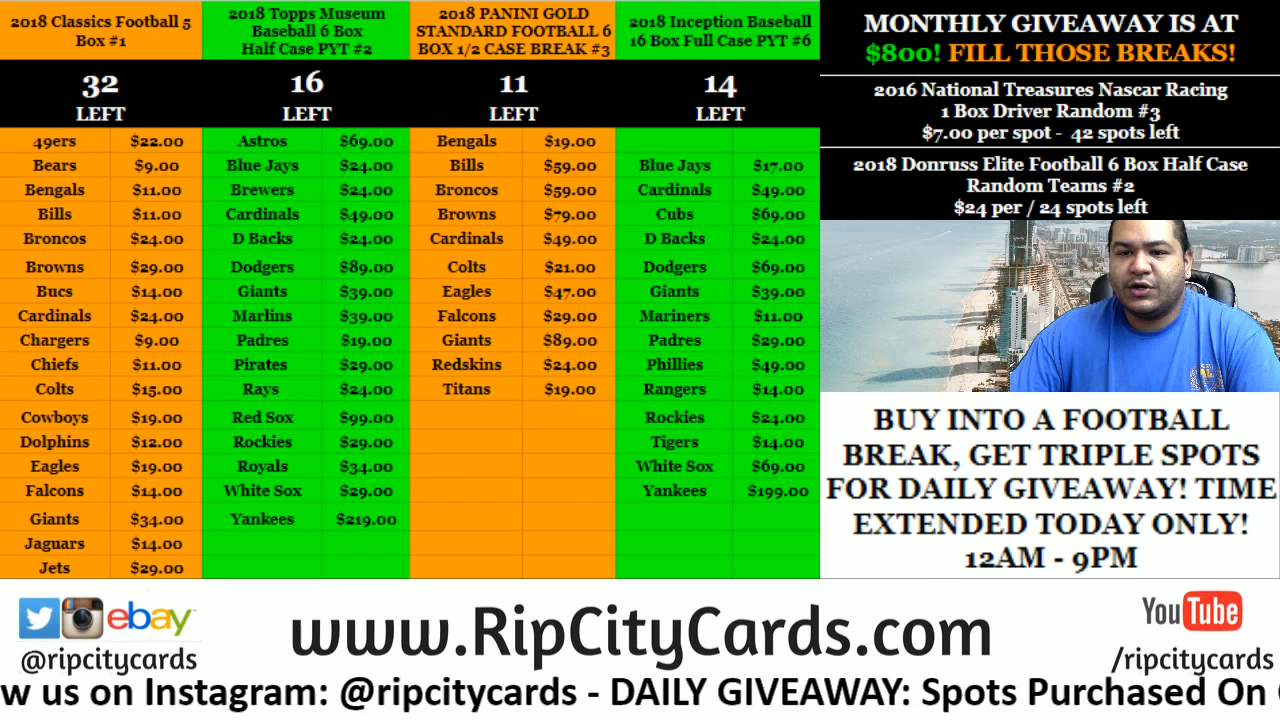 2018 Classics Football 5
Box #1
32
LEFT
49ers $22.00
Bears $9.00
Bengals $11.00
Bills $11.00
Broncos $24.00
Browns $29.00
Bucs $14.00
Cardinals $24.00
Chargers $9.00
Chiefs $11.00
Colts $15.00
Cowboys $19.00
Dolphins $12.00
Eagles $19.00
Falcons $14.00
Giants $34.00
Jaguars $14.00
Jets $29.00
2018 Topps Museum
Baseball 6 Box
Half Case PYT #2
16
LEFT
Astros $69.00
Blue Jays $24.00
Brewers $24.00
Cardinals $49.00
D Backs $24.00
Dodgers $89.00
Giants $39.00
Marlins $39.00
Padres $19.00
Pirates $29.00
Rays $24.00
Red Sox $99.00
Rockies $29.00
Royals $34.00
White Sox $29.00
Yankees $219.00
2018 PANINI GOLD
STANDARD FOOTBALL 6
BOX 1/2 CASE BREAK #3
11
LEFT
Bengals $19.00
Bills $59.00
Broncos $59.00
Browns $79.00
Cardinals $49.00
Colts $21.00
Eagles $47.00
Falcons $29.00
Giants $89.00
Redskins $24.00
Titans $19.00
2018 Inception Baseball
16 Box Full Case PYT #6
14
LEFT
Blue Jays $17.00
Cardinals $49.00
Cubs $69.00
D Backs $24.00
Dodgers $69.00
Giants $39.00
Mariners $11.00
Padres $29.00
Phillies $49.00
Rangers $14.00
Rockies $24.00
Tigers $14.00
White Sox $69.00
Yankees $199.00
MONTHLY GIVEAWAY IS AT
$800! FILL THOSE BREAKS!
2016 National Treasures Nascar Racing
1 Box Driver Random #3
$7.00 per spot - 42 spots left
2018 Donruss Elite Football 6 Box Half Case
Random Teams #2
$24 per / 24 spots left
BUY INTO A FOOTBALL
BREAK, GET TRIPLE SPOTS
FOR DAILY GIVEAWAY! TIME
EXTENDED TODAY ONLY!
12AM - 9PM
ebay
@ripcitycards
www.RipCityCards.com
YouTube
/ripcitycards
w us on Instagram: @ripcitycards - DAILY GIVEAWAY: Spots Purchased On